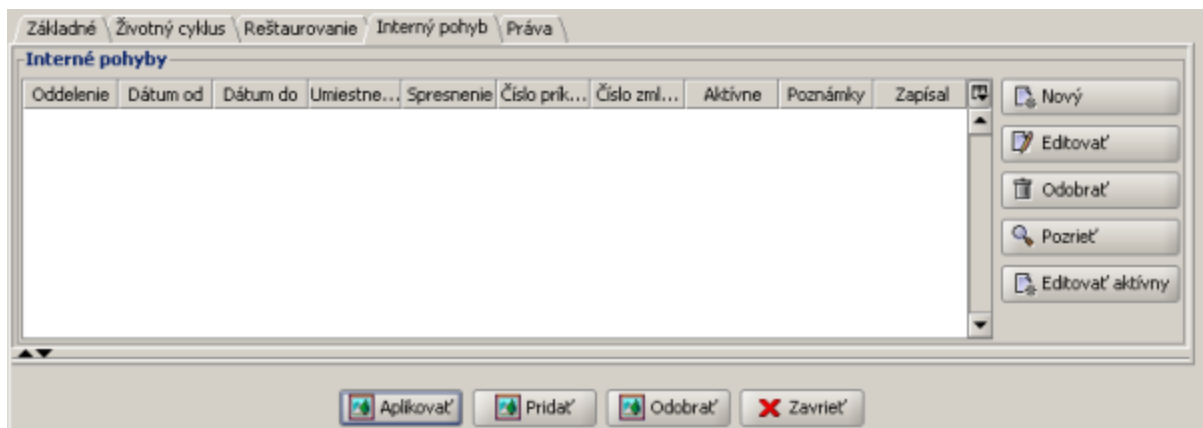 Základné Životný cyklus Reštaurovanie Interný pohyb Práva
Interné pohyby
Oddelenie Dátum od Dátum do Umiestne... Spresnenie Číslo prík... Číslo zml... Aktívne Poznámky Zapísal
Nový
Editovať
Odobrať
Pozrieť
Editovať aktívny
Aplikovať Pridať Odobrať Zavrieť